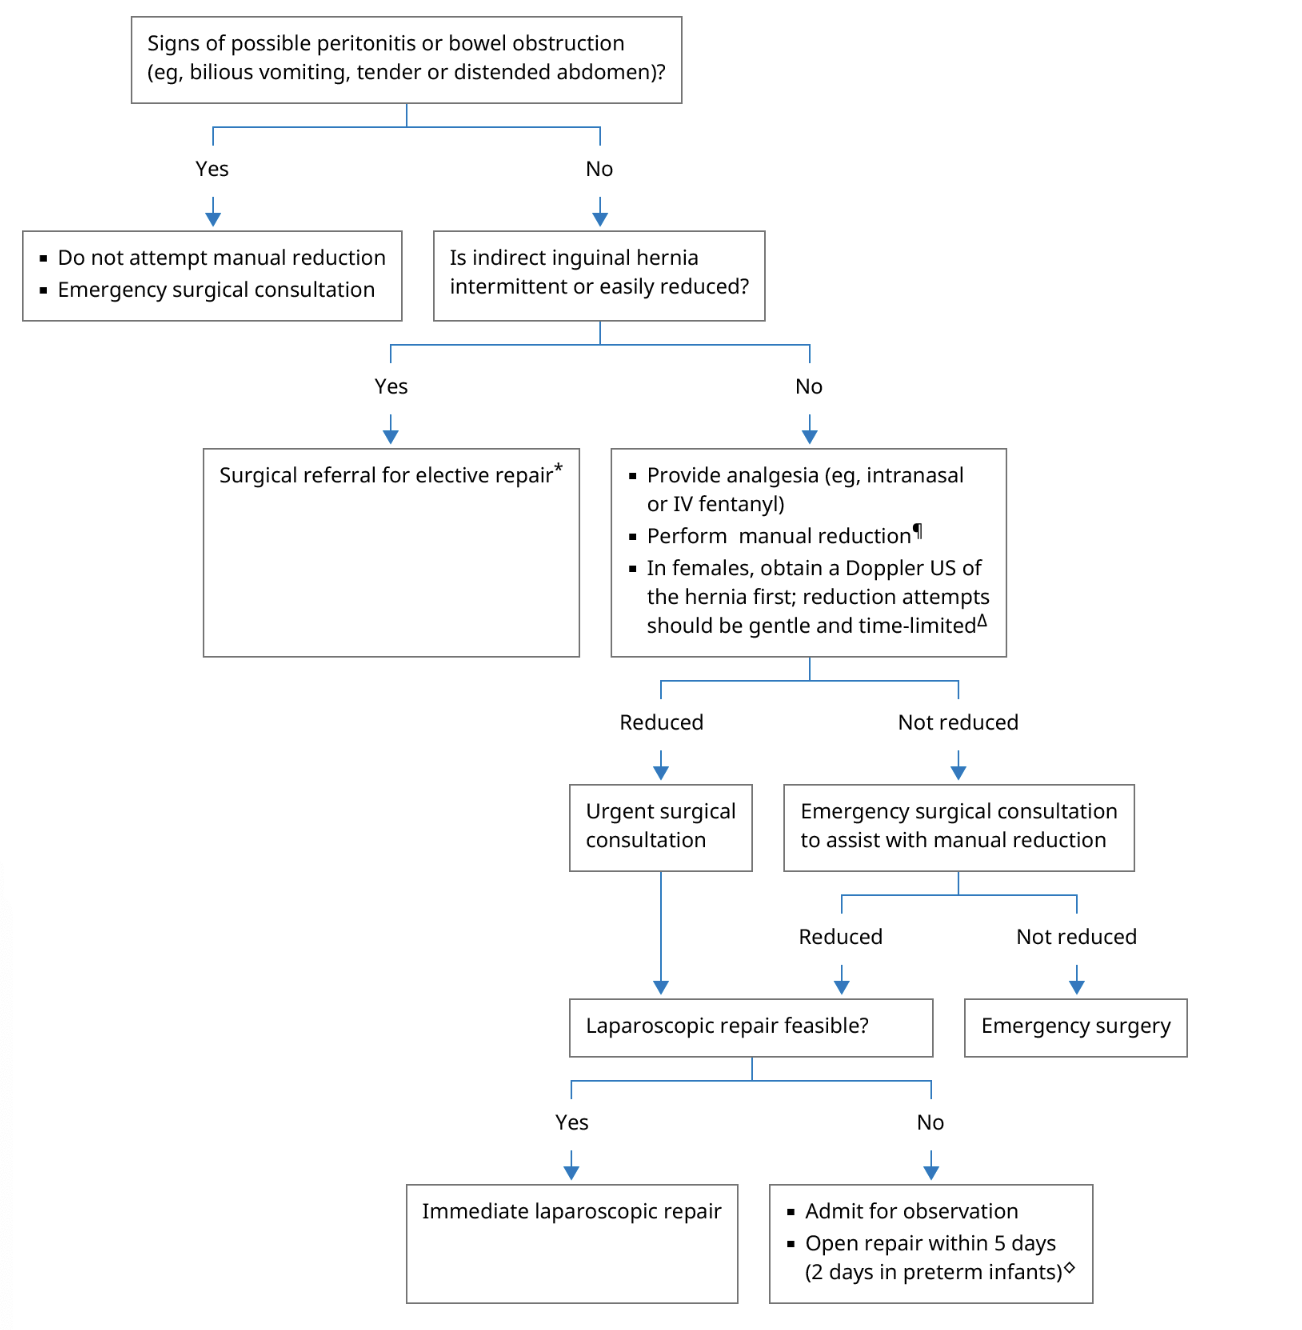 Signs of possible peritonitis or bowel obstruction
(eg, bilious vomiting, tender or distended abdomen)?
Yes
No
▪ Do not attempt manual reduction
▪ Emergency surgical consultation
Is indirect inguinal hernia
intermittent or easily reduced?
Yes
No
Surgical referral for elective repair*
▪ Provide analgesia (eg, intranasal
or IV fentanyl)
▪ Perform  manual reduction¶
▪ In females, obtain a Doppler US of
the hernia first; reduction attempts
should be gentle and time-limitedΔ
Reduced
Not reduced
Urgent surgical
consultation
Emergency surgical consultation
to assist with manual reduction
Reduced
Not reduced
Laparoscopic repair feasible?
Emergency surgery
Yes
No
Immediate laparoscopic repair
▪ Admit for observation
▪ Open repair within 5 days
(2 days in preterm infants)◇